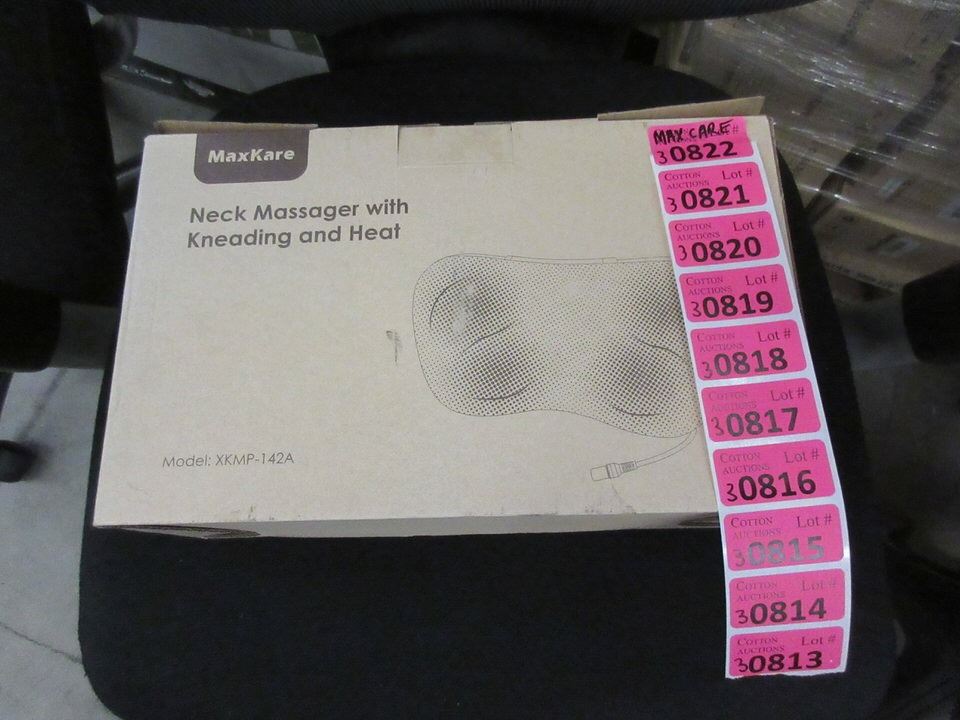 MaxKare
Neck Massager with
Kneading and Heat
Model: XKMP-142A
MAX CARE #
30822
COTTON Lot #
AUCTIONS
30821
COTTON Lot #
AUCTIONS
30820
COTTON Lot #
AUCTIONS
30819
COTTON Lot #
AUCTIONS
30818
COTTON Lot #
AUCTIONS
30817
COTTON Lot #
AUCTIONS
30816
COTTON Lot #
AUCTIONS
30815
COTTON Lot #
AUCTIONS
30814
COTTON Lot #
AUCTIONS
30813